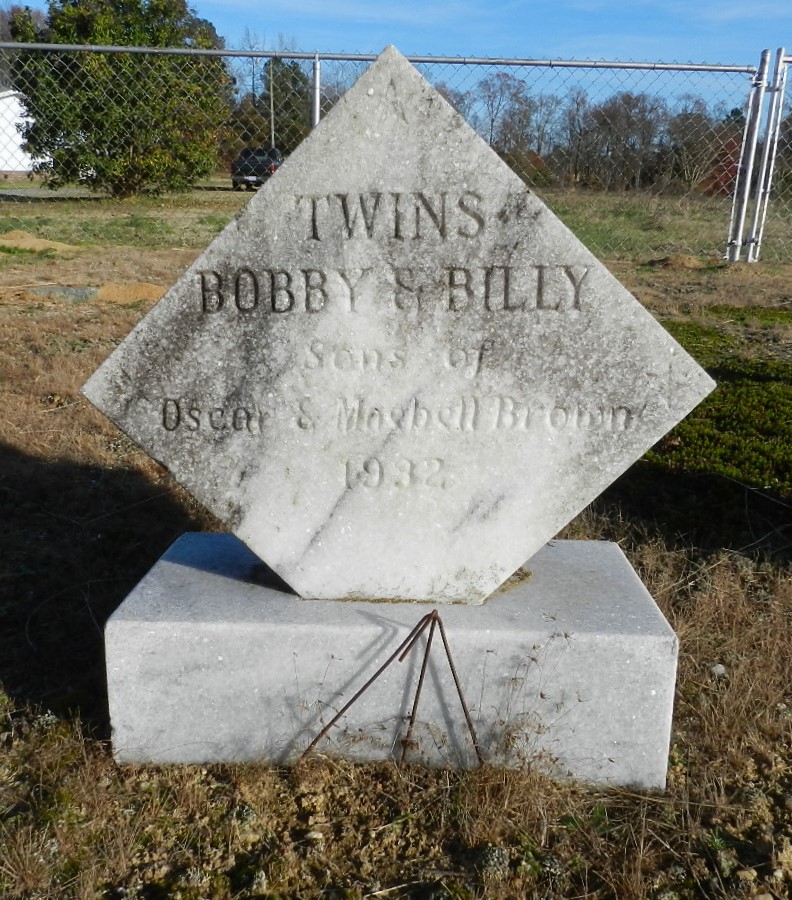 TWINS
BOBBY & BILLY
Sons of
Oscar & Maebell Brown
1932